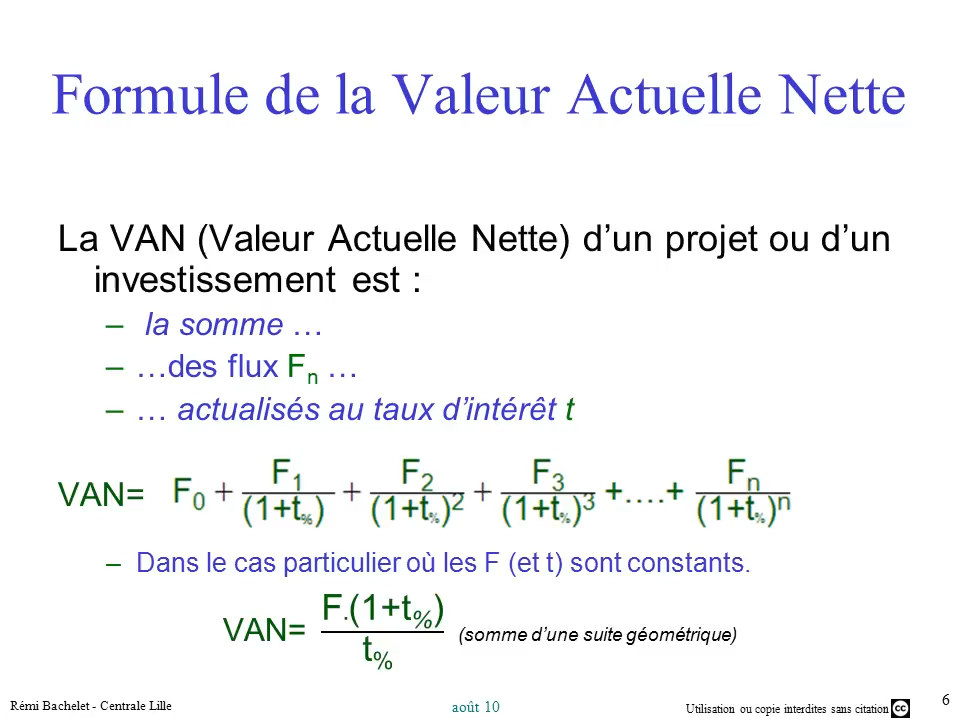 Formule de la Valeur Actuelle Nette
La VAN (Valeur Actuelle Nette) d’un projet ou d’un
investissement est :
– la somme …
– …des flux Fn …
– … actualisés au taux d’intérêt t
VAN= F0 + F1/(1+t%) + F2/(1+t%)2 + F3/(1+t%)3 +….+ Fn/(1+t%)n
– Dans le cas particulier où les F (et t) sont constants.
VAN= F.(1+t%)/t% (somme d’une suite géométrique)
Rémi Bachelet - Centrale Lille
août 10
Utilisation ou copie interdites sans citation cc
6